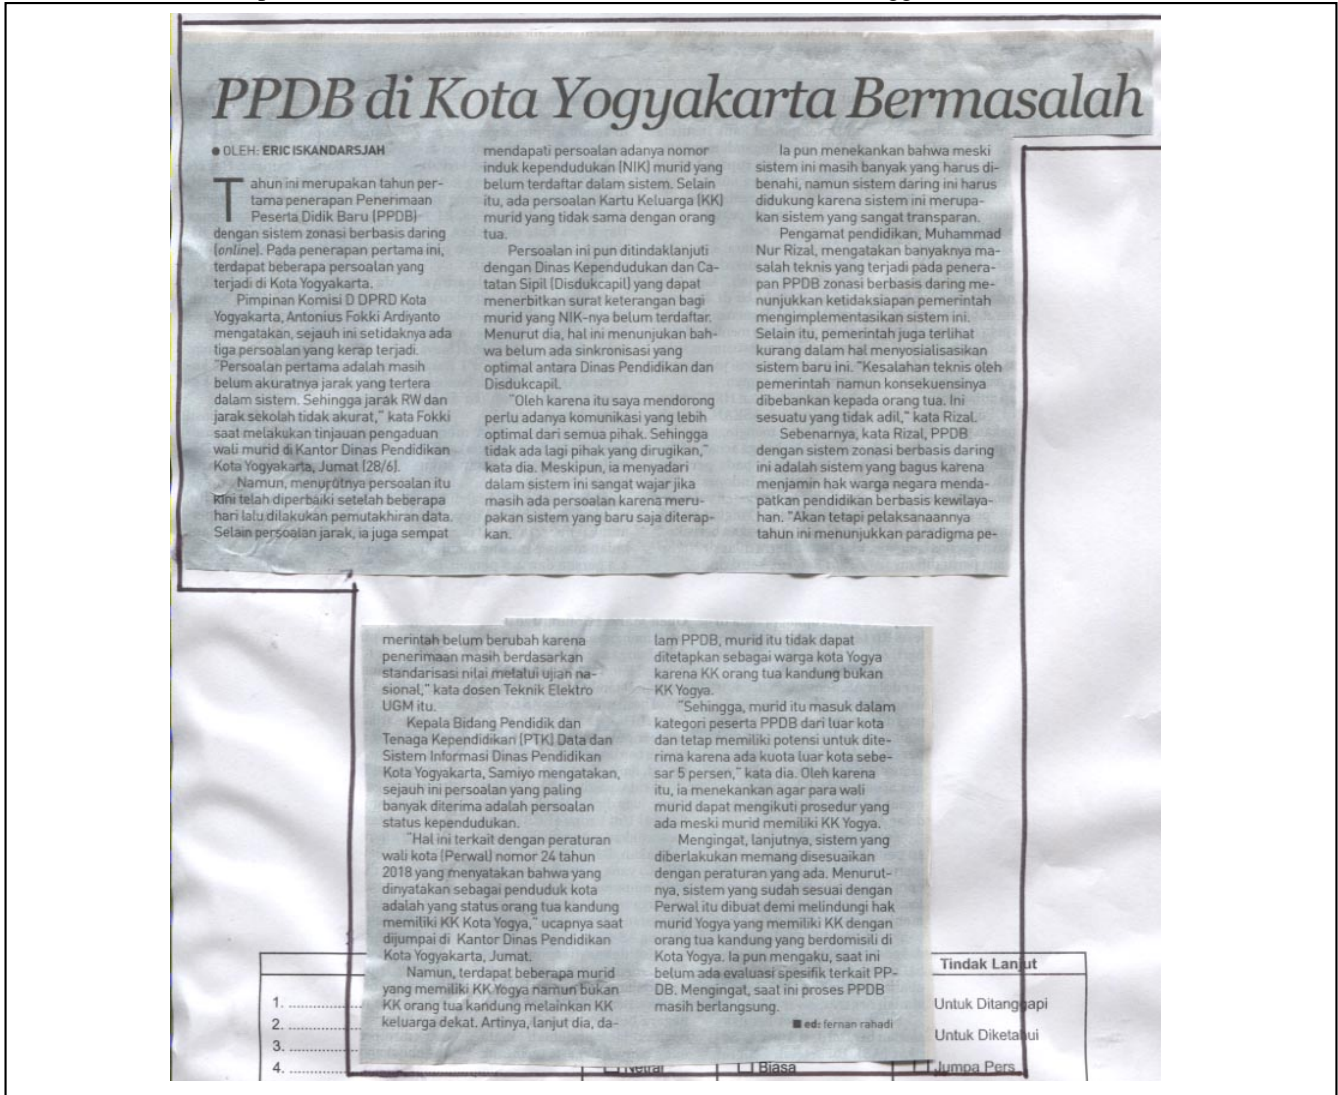 PPDB di Kota Yogyakarta Bermasalah
● OLEH: ERIC ISKANDARSJAH
Tahun ini merupakan tahun per-
tama penerapan Penerimaan
Peserta Didik Baru (PPDB)
dengan sistem zonasi berbasis daring
(online). Pada penerapan pertama ini,
terdapat beberapa persoalan yang
terjadi di Kota Yogyakarta.
Pimpinan Komisi D DPRD Kota
Yogyakarta, Antonius Fokki Ardiyanto
mengatakan, sejauh ini setidaknya ada
tiga persoalan yang kerap terjadi.
"Persoalan pertama adalah masih
belum akuratnya jarak yang tertera
dalam sistem. Sehingga jarak RW dan
jarak sekolah tidak akurat," kata Fokki
saat melakukan tinjauan pengaduan
wali murid di Kantor Dinas Pendidikan
Kota Yogyakarta, Jumat (28/6).
Namun, menurutnya persoalan itu
kini telah diperbaiki setelah beberapa
hari lalu dilakukan pemutakhiran data.
Selain persoalan jarak, ia juga sempat
mendapati persoalan adanya nomor
induk kependudukan (NIK) murid yang
belum terdaftar dalam sistem. Selain
itu, ada persoalan Kartu Keluarga (KK)
murid yang tidak sama dengan orang
tua.
Persoalan ini pun ditindaklanjuti
dengan Dinas Kependudukan dan Ca-
tatan Sipil (Disdukcapil) yang dapat
menerbitkan surat keterangan bagi
murid yang NIK-nya belum terdaftar.
Menurut dia, hal ini menunjukan bah-
wa belum ada sinkronisasi yang
optimal antara Dinas Pendidikan dan
Disdukcapil.
"Oleh karena itu saya mendorong
perlu adanya komunikasi yang lebih
optimal dari semua pihak. Sehingga
tidak ada lagi pihak yang dirugikan,"
kata dia. Meskipun, ia menyadari
dalam sistem ini sangat wajar jika
masih ada persoalan karena meru-
pakan sistem yang baru saja diterap-
kan.
Ia pun menekankan bahwa meski
sistem ini masih banyak yang harus di-
benahi, namun sistem daring ini harus
didukung karena sistem ini merupa-
kan sistem yang sangat transparan.
Pengamat pendidikan, Muhammad
Nur Rizal, mengatakan banyaknya ma-
salah teknis yang terjadi pada penera-
pan PPDB zonasi berbasis daring me-
nunjukkan ketidaksiapan pemerintah
mengimplementasikan sistem ini.
Selain itu, pemerintah juga terlihat
kurang dalam hal menyosialisasikan
sistem baru ini. "Kesalahan teknis oleh
pemerintah namun konsekuensinya
dibebankan kepada orang tua. Ini
sesuatu yang tidak adil," kata Rizal.
Sebenarnya, kata Rizal, PPDB
dengan sistem zonasi berbasis daring
ini adalah sistem yang bagus karena
menjamin hak warga negara menda-
patkan pendidikan berbasis kewilaya-
han. "Akan tetapi pelaksanaannya
tahun ini menunjukkan paradigma pe-
merintah belum berubah karena
penerimaan masih berdasarkan
standarisasi nilai melalui ujian na-
sional," kata dosen Teknik Elektro
UGM itu.
Kepala Bidang Pendidik dan
Tenaga Kependidikan (PTK) Data dan
Sistem Informasi Dinas Pendidikan
Kota Yogyakarta, Samiyo mengatakan,
sejauh ini persoalan yang paling
banyak diterima adalah persoalan
status kependudukan.
"Hal ini terkait dengan peraturan
wali kota (Perwal) nomor 24 tahun
2018 yang menyatakan bahwa yang
dinyatakan sebagai penduduk kota
adalah yang status orang tua kandung
memiliki KK Kota Yogya," ucapnya saat
dijumpai di Kantor Dinas Pendidikan
Kota Yogyakarta, Jumat.
Namun, terdapat beberapa murid
yang memiliki KK Yogya namun bukan
KK orang tua kandung melainkan KK
keluarga dekat. Artinya, lanjut dia, da-
lam PPDB, murid itu tidak dapat
ditetapkan sebagai warga kota Yogya
karena KK orang tua kandung bukan
KK Yogya.
"Sehingga, murid itu masuk dalam
kategori peserta PPDB dari luar kota
dan tetap memiliki potensi untuk dite-
rima karena ada kuota luar kota sebe-
sar 5 persen," kata dia. Oleh karena
itu, ia menekankan agar para wali
murid dapat mengikuti prosedur yang
ada meski murid memiliki KK Yogya.
Mengingat, lanjutnya, sistem yang
diberlakukan memang disesuaikan
dengan peraturan yang ada. Menurut-
nya, sistem yang sudah sesuai dengan
Perwal itu dibuat demi melindungi hak
murid Yogya yang memiliki KK dengan
orang tua kandung yang berdomisili di
Kota Yogya. Ia pun mengaku, saat ini
belum ada evaluasi spesifik terkait PP-
DB. Mengingat, saat ini proses PPDB
masih berlangsung.
■ ed: fernan rahadi
Tindak Lanjut
1. ....................
2. ....................
3. ....................
4. ....................
Netral
Biasa
Untuk Ditanggapi
Untuk Diketahui
Jumpa Pers